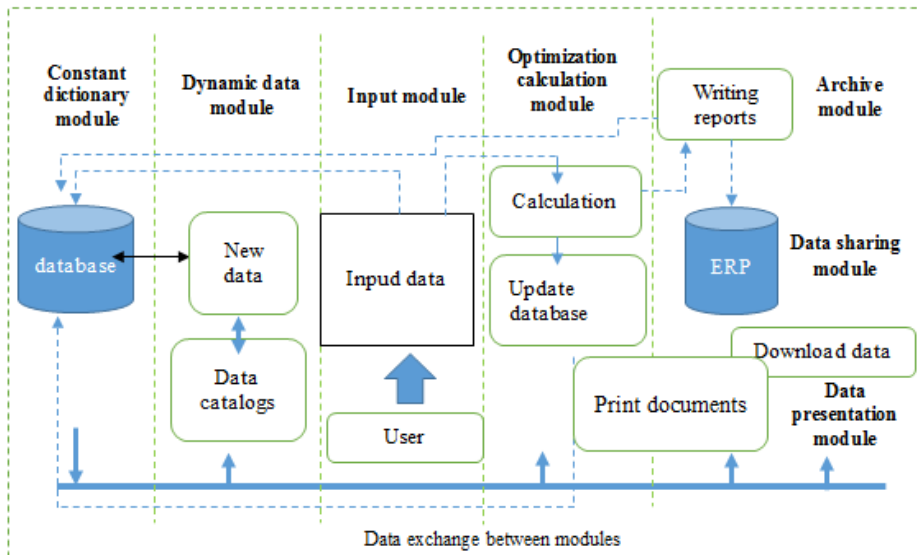 Constant
dictionary
module
Dynamic data
module
Input module
Optimization
calculation
module
Writing
reports
Archive
module
database
New
data
Inpud data
Calculation
ERP
Data sharing
module
Update
database
Data
catalogs
User
Print documents
Download data
Data
presentation
module
Data exchange between modules